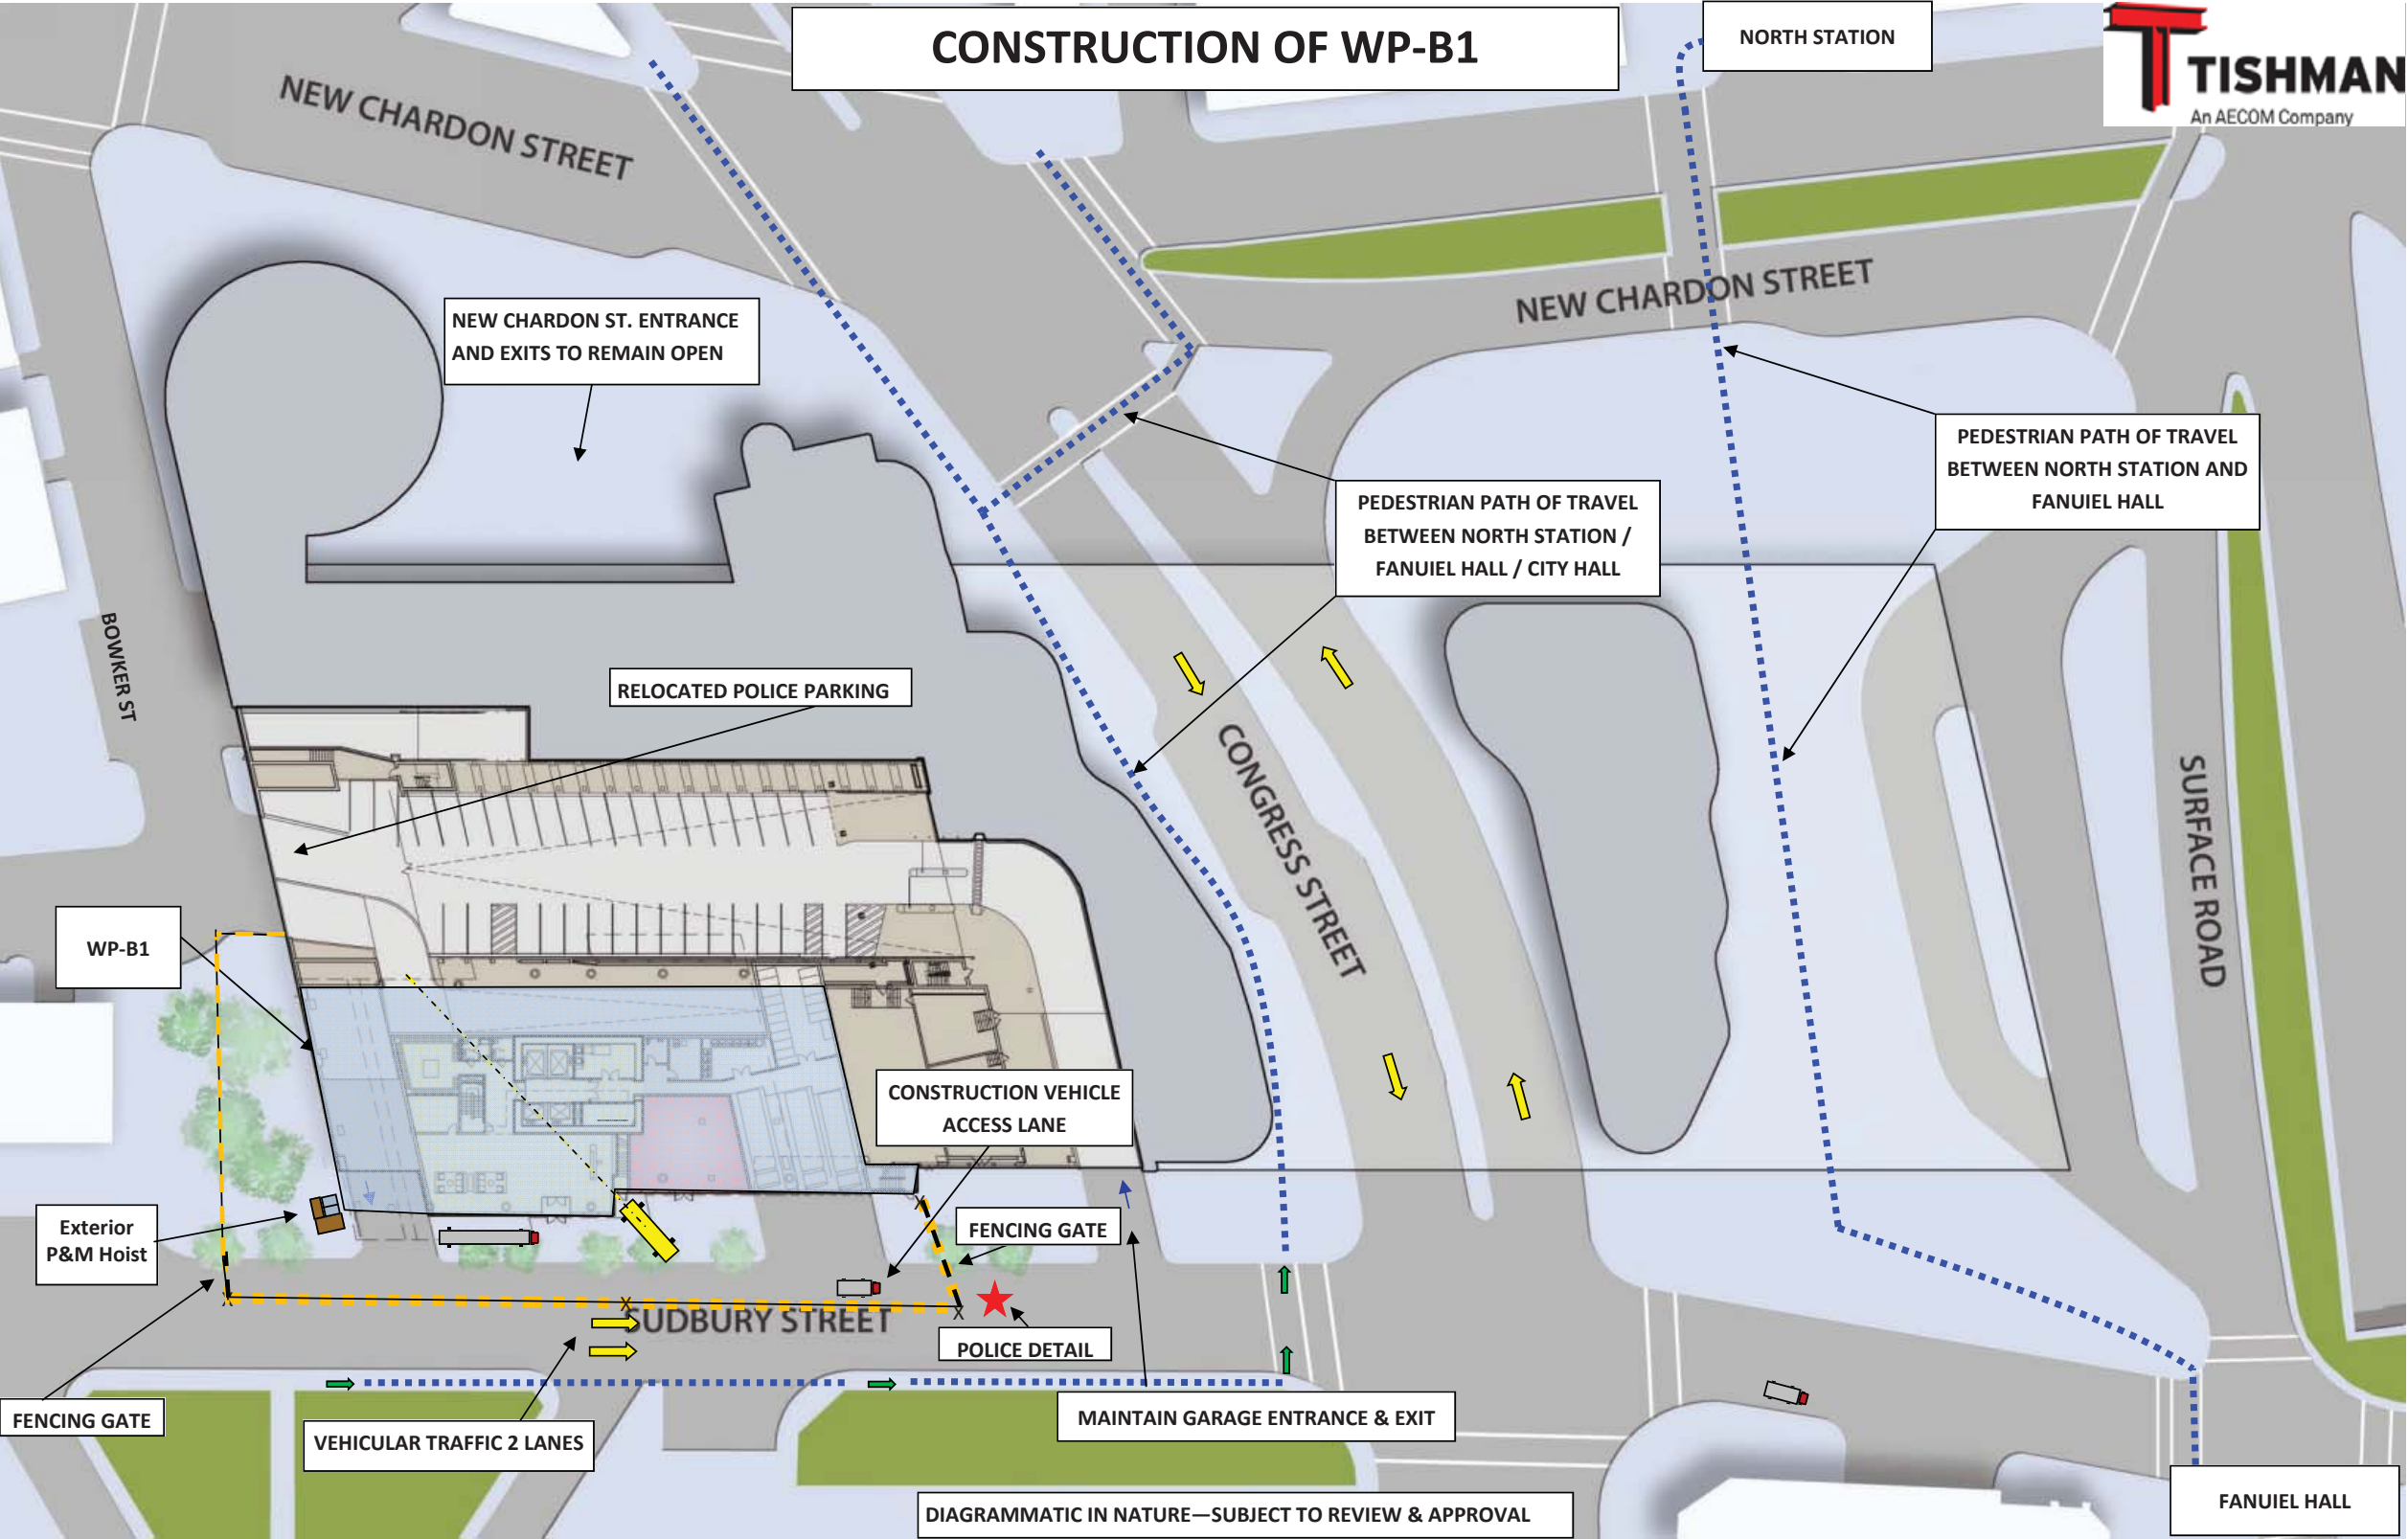 CONSTRUCTION OF WP-B1
NORTH STATION
TISHMAN
An AECOM Company
NEW CHARDON STREET
NEW CHARDON STREET
NEW CHARDON ST. ENTRANCE
AND EXITS TO REMAIN OPEN
PEDESTRIAN PATH OF TRAVEL
BETWEEN NORTH STATION AND
FANUIEL HALL
PEDESTRIAN PATH OF TRAVEL
BETWEEN NORTH STATION /
FANUIEL HALL / CITY HALL
BOWKER ST
RELOCATED POLICE PARKING
CONGRESS STREET
SURFACE ROAD
WP-B1
CONSTRUCTION VEHICLE
ACCESS LANE
Exterior
P&M Hoist
FENCING GATE
X
X
X
X
SUDBURY STREET
POLICE DETAIL
FENCING GATE
VEHICULAR TRAFFIC 2 LANES
MAINTAIN GARAGE ENTRANCE & EXIT
DIAGRAMMATIC IN NATURE—SUBJECT TO REVIEW & APPROVAL
FANUIEL HALL